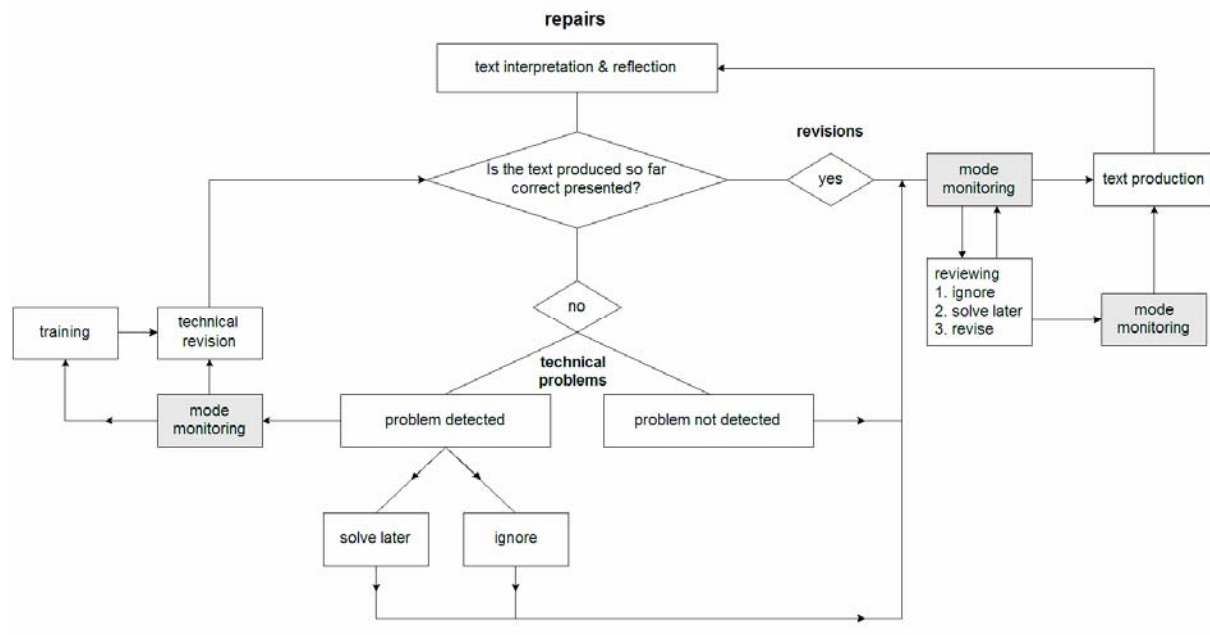 repairs
text interpretation & reflection
revisions
Is the text produced so far
correct presented?
yes
mode
monitoring
text production
reviewing
1. ignore
2. solve later
3. revise
mode
monitoring
no
training
technical
revision
technical
problems
mode
monitoring
problem detected
problem not detected
solve later
ignore